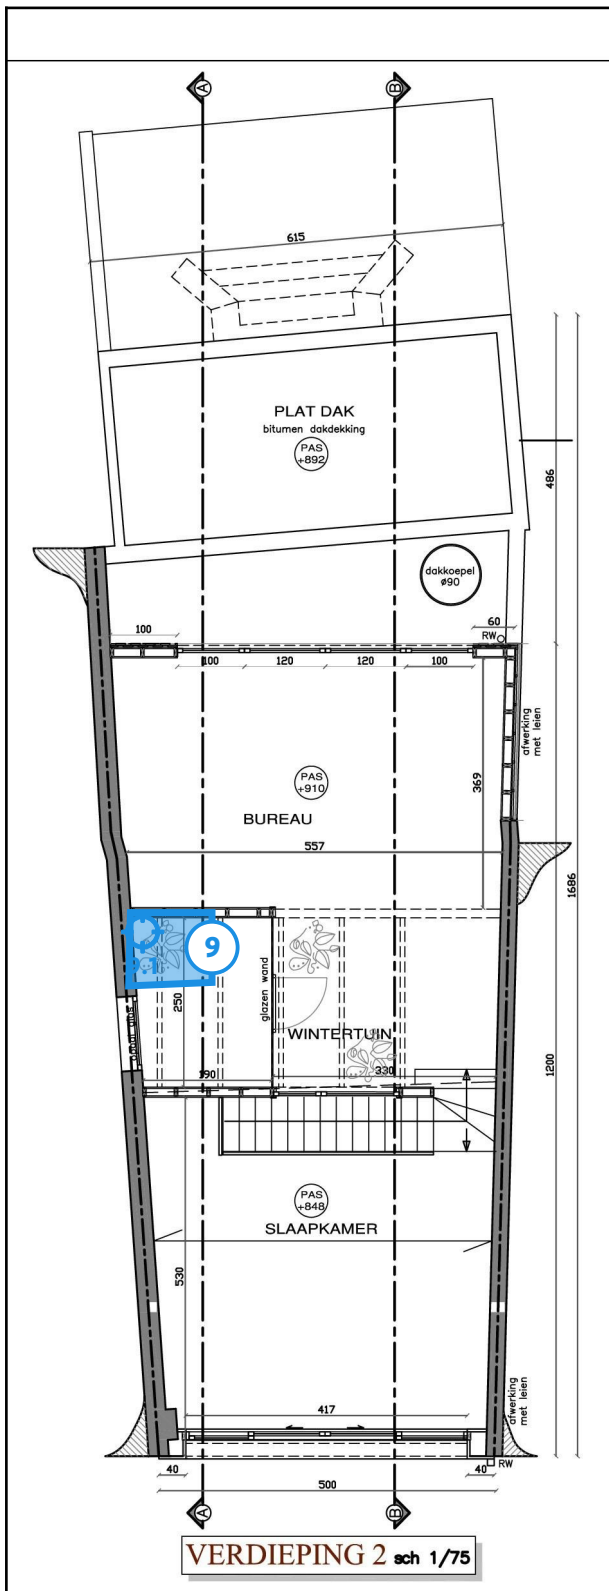 A
B
615
PLAT DAK
bitumen dakdekking
PAS
+892
486
dakkoepel
ø90
100
60
RW
100
120
120
100
afwerking
met leien
369
PAS
+910
BUREAU
557
1686
9
250
glazen wand
opaal glas
WINTERTUIN
190
330
1200
PAS
+848
SLAAPKAMER
530
417
afwerking
met leien
40
40
RW
500
A
B
VERDIEPING 2 sch 1/75